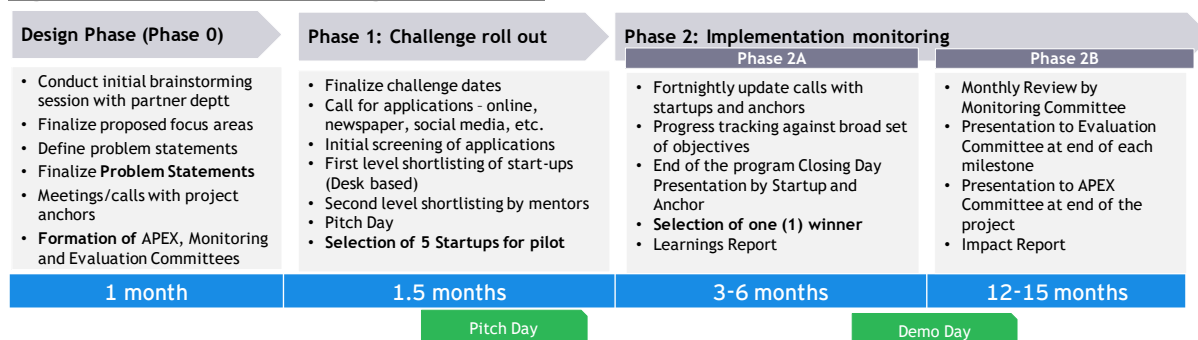 Design Phase (Phase 0)
• Conduct initial brainstorming
session with partner deptt
• Finalize proposed focus areas
• Define problem statements
• Finalize Problem Statements
• Meetings/calls with project
anchors
• Formation of APEX, Monitoring
and Evaluation Committees
1 month
Phase 1: Challenge roll out
• Finalize challenge dates
• Call for applications – online,
newspaper, social media, etc.
• Initial screening of applications
• First level shortlisting of start-ups
(Desk based)
• Second level shortlisting by mentors
• Pitch Day
• Selection of 5 Startups for pilot
1.5 months
Pitch Day
Phase 2: Implementation monitoring
Phase 2A
• Fortnightly update calls with
startups and anchors
• Progress tracking against broad set
of objectives
• End of the program Closing Day
Presentation by Startup and
Anchor
• Selection of one (1) winner
• Learnings Report
3-6 months
Phase 2B
• Monthly Review by
Monitoring Committee
• Presentation to Evaluation
Committee at end of each
milestone
• Presentation to APEX
Committee at end of the
project
• Impact Report
12-15 months
Demo Day